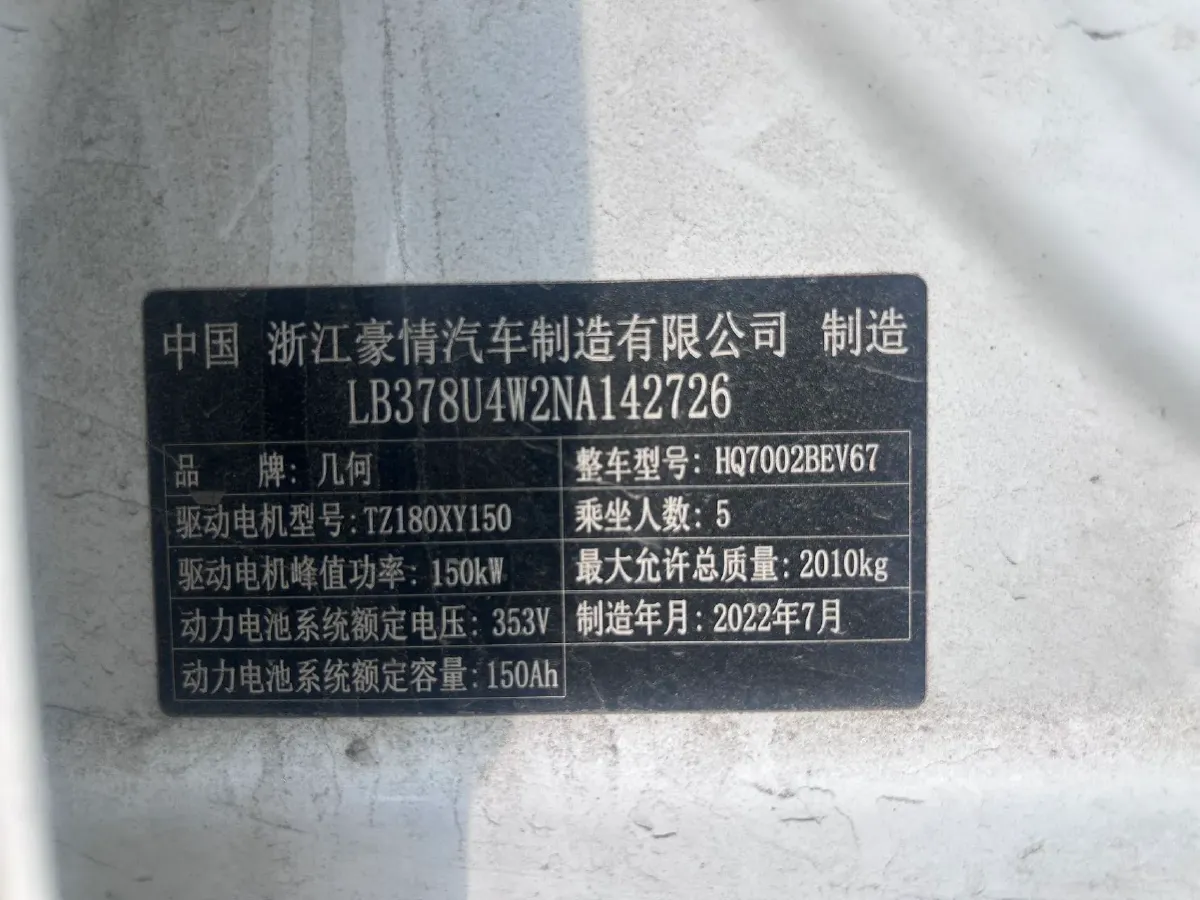 中国 浙江豪情汽车制造有限公司 制造
LB378U4W2NA142726
品 牌: 几何 整车型号: HQ7002BEV67
驱动电机型号: TZ180XY150 乘坐人数: 5
驱动电机峰值功率: 150kW 最大允许总质量: 2010kg
动力电池系统额定电压: 353V 制造年月: 2022年7月
动力电池系统额定容量: 150Ah